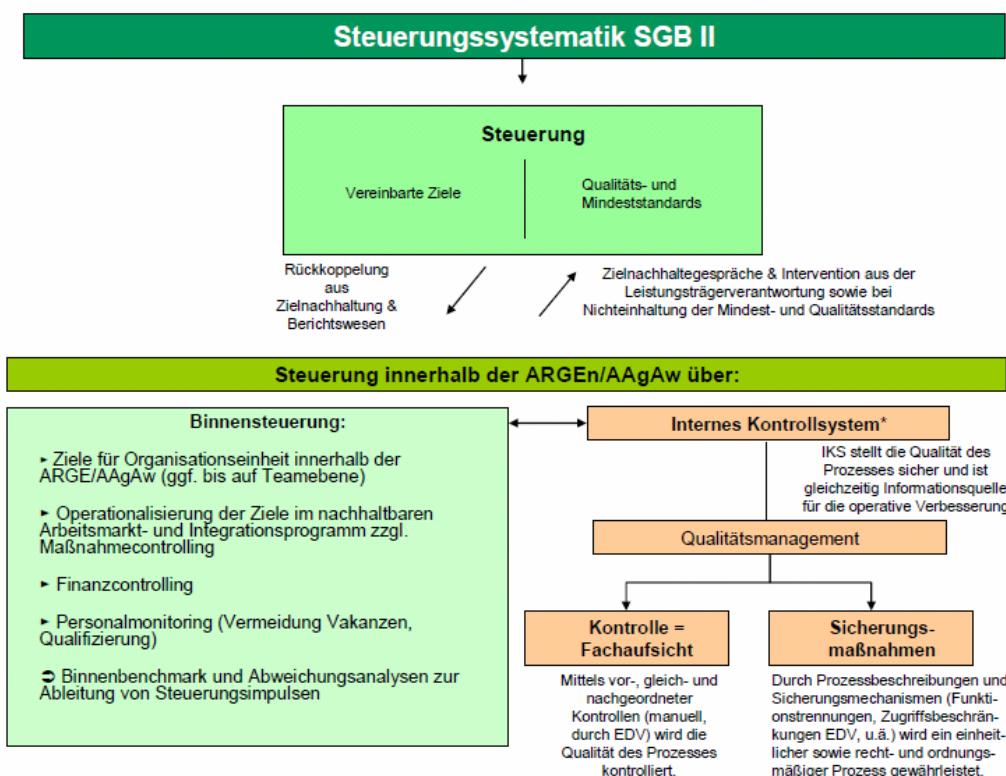 Steuerungssystematik SGB II
Steuerung
Vereinbarte Ziele
Qualitäts- und
Mindeststandards
Rückkoppelung
aus
Zielnachhaltung &
Berichtswesen
Zielnachhaltegespräche & Intervention aus der
Leistungsträgerverantwortung sowie bei
Nichteinhaltung der Mindest- und Qualitätsstandards
Steuerung innerhalb der ARGEn/AAgAw über:
Binnensteuerung:
► Ziele für Organisationseinheit innerhalb der
ARGE/AAgAw (ggf. bis auf Teamebene)
► Operationalisierung der Ziele im nachhaltbaren
Arbeitsmarkt- und Integrationsprogramm zzgl.
Maßnahmecontrolling
► Finanzcontrolling
► Personalmonitoring (Vermeidung Vakanzen,
Qualifizierung)
➲ Binnenbenchmark und Abweichungsanalysen zur
Ableitung von Steuerungsimpulsen
Internes Kontrollsystem*
IKS stellt die Qualität des
Prozesses sicher und ist
gleichzeitig Informationsquelle
für die operative Verbesserung
Qualitätsmanagement
Kontrolle =
Fachaufsicht
Mittels vor-, gleich- und
nachgeordneter
Kontrollen (manuell,
durch EDV) wird die
Qualität des Prozesses
kontrolliert.
Sicherungs-
maßnahmen
Durch Prozessbeschreibungen und
Sicherungsmechanismen (Funkti-
onstrennungen, Zugriffsbeschrän-
kungen EDV, u.ä.) wird ein einheit-
licher sowie recht- und ordnungs-
mäßiger Prozess gewährleistet.